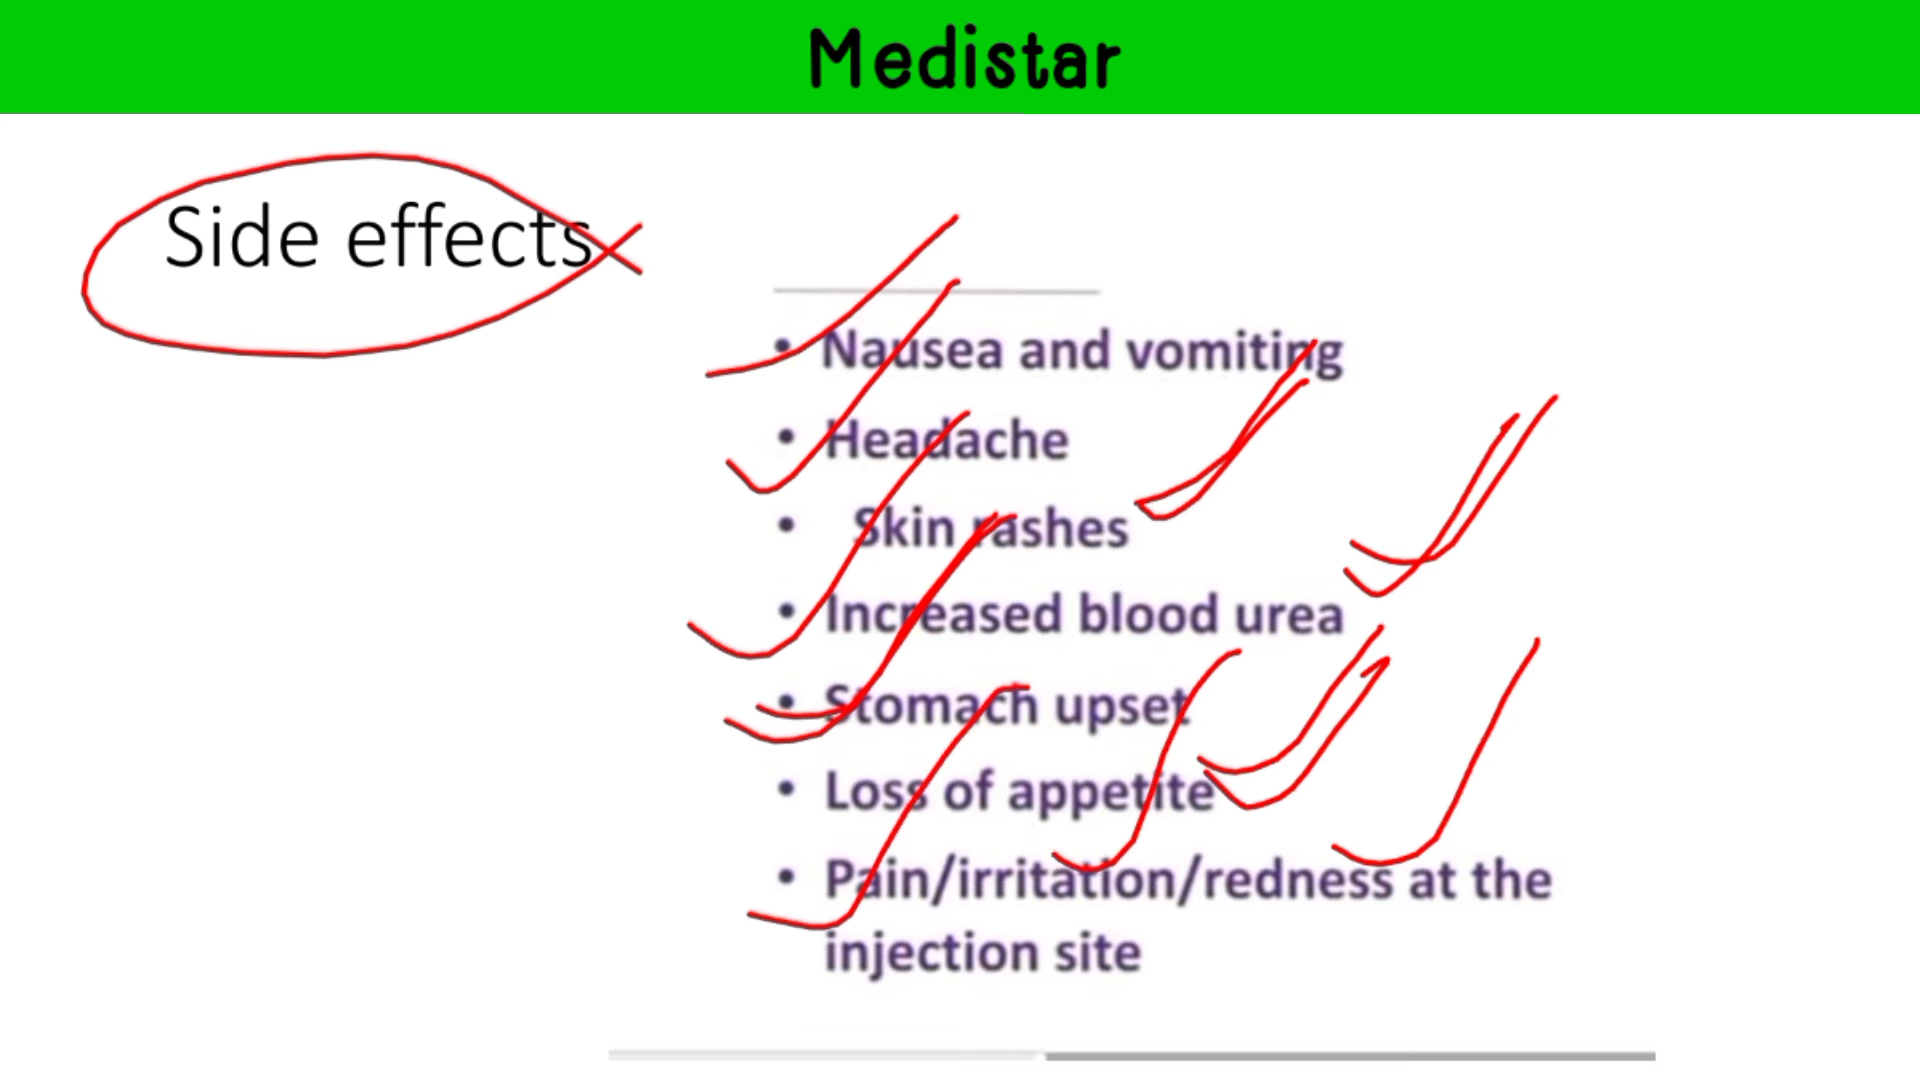 Medistar
Side effects
• Nausea and vomiting
• Headache
• Skin rashes
• Increased blood urea
• Stomach upset
• Loss of appetite
• Pain/irritation/redness at the
injection site